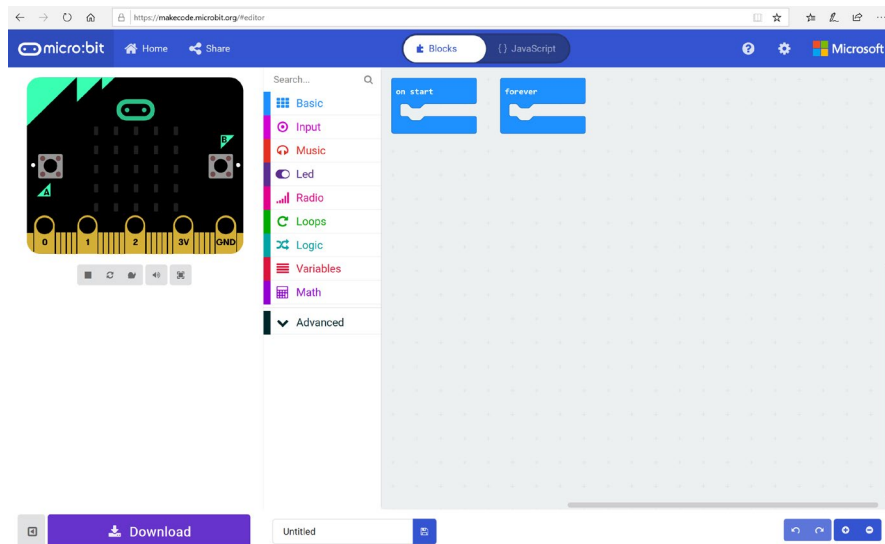 https://makecode.microbit.org/#editor
micro:bit
Home
Share
Blocks
{ } JavaScript
Microsoft
Search...
Basic
Input
Music
Led
Radio
Loops
Logic
Variables
Math
Advanced
on start
forever
B
A
0 1 2 3V GND
Download
Untitled